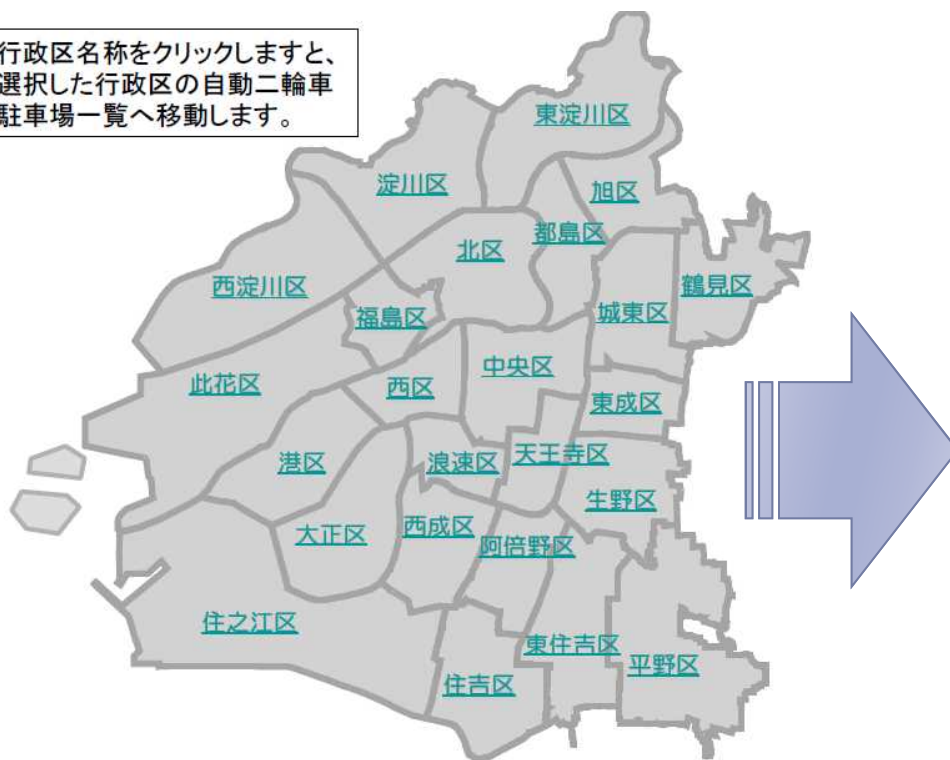 行政区名称をクリックしますと、
選択した行政区の自動二輪車
駐車場一覧へ移動します。
東淀川区
淀川区
旭区
都島区
北区
西淀川区
鶴見区
福島区
城東区
中央区
此花区
西区
東成区
港区
浪速区
天王寺区
生野区
大正区
西成区
阿倍野区
住之江区
東住吉区
平野区
住吉区